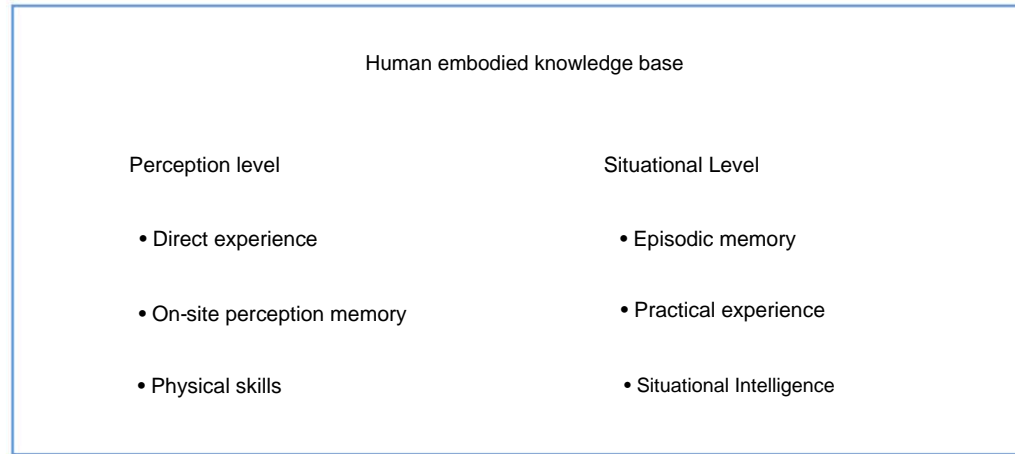 Human embodied knowledge base
Perception level
• Direct experience
• On-site perception memory
• Physical skills
Situational Level
• Episodic memory
• Practical experience
• Situational Intelligence